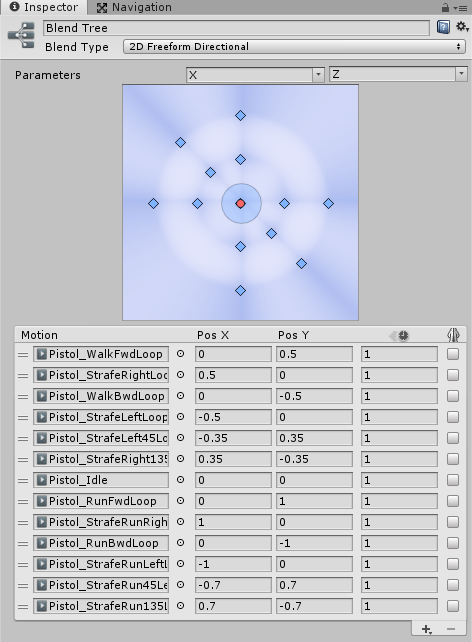 Inspector Navigation
Blend Tree
Blend Type 2D Freeform Directional
Parameters X Z
Motion Pos X Pos Y
Pistol_WalkFwdLoop 0 0.5 1
Pistol_StrafeRightLoo 0.5 0 1
Pistol_WalkBwdLoop 0 -0.5 1
Pistol_StrafeLeftLoop -0.5 0 1
Pistol_StrafeLeft45Lo -0.35 0.35 1
Pistol_StrafeRight135 0.35 -0.35 1
Pistol_Idle 0 0 1
Pistol_RunFwdLoop 0 1 1
Pistol_StrafeRunRigh 1 0 1
Pistol_RunBwdLoop 0 -1 1
Pistol_StrafeRunLeftL -1 0 1
Pistol_StrafeRun45Le -0.7 0.7 1
Pistol_StrafeRun135L 0.7 -0.7 1